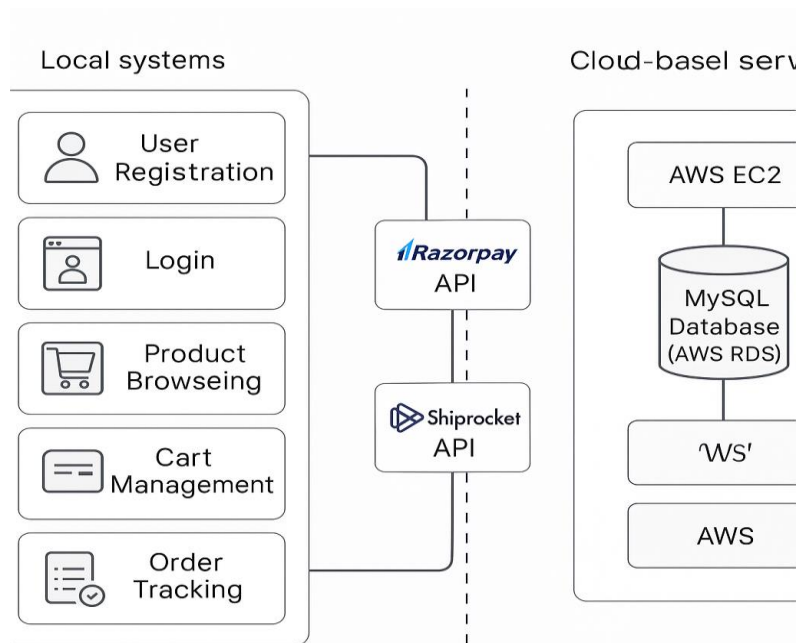 Local systems
User
Registration
Login
Product
Browseing
Cart
Management
Order
Tracking
Razorpay
API
Shiprocket
API
Cloud-basel serv
AWS EC2
MySQL
Database
(AWS RDS)
'WS'
AWS